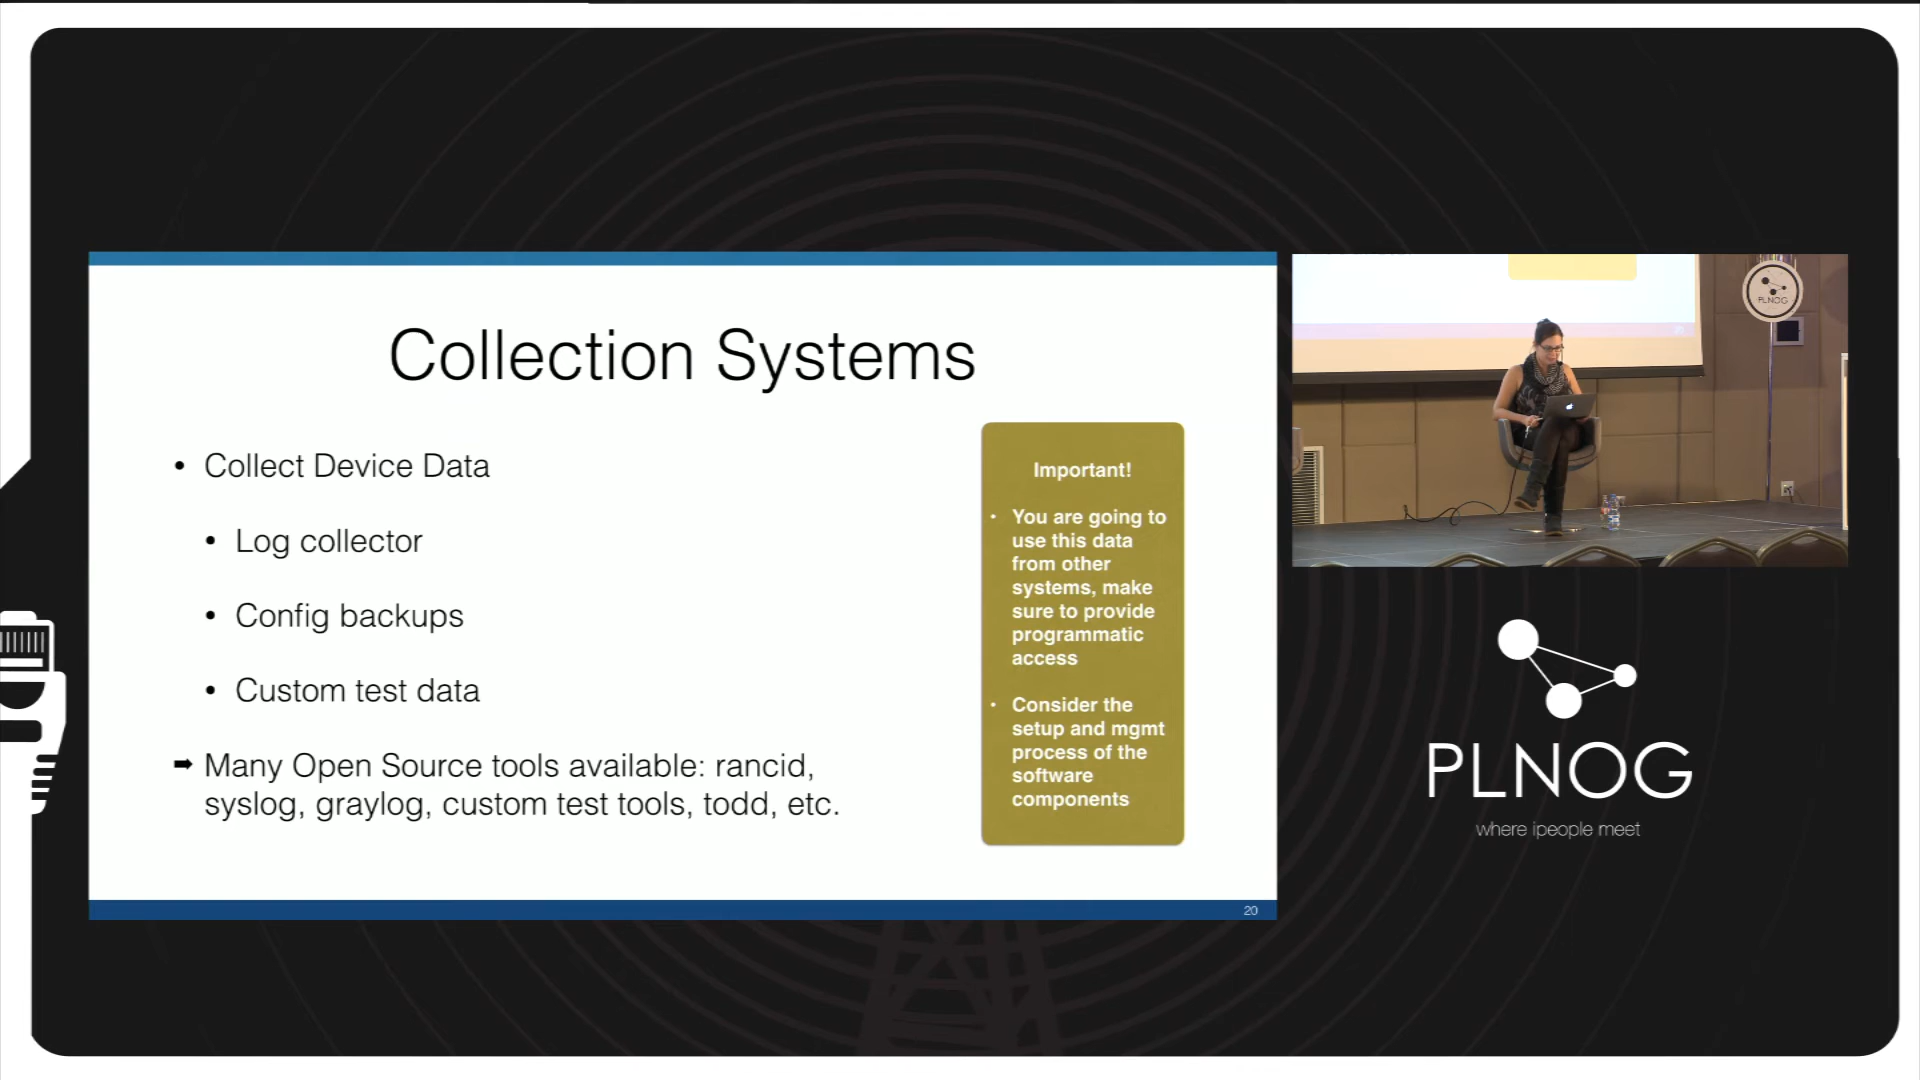 Collection Systems
• Collect Device Data
• Log collector
• Config backups
• Custom test data
➡ Many Open Source tools available: rancid,
syslog, graylog, custom test tools, todd, etc.
Important!
• You are going to
use this data
from other
systems, make
sure to provide
programmatic
access
• Consider the
setup and mgmt
process of the
software
components
20
PLNOG
PLNOG
where ipeople meet